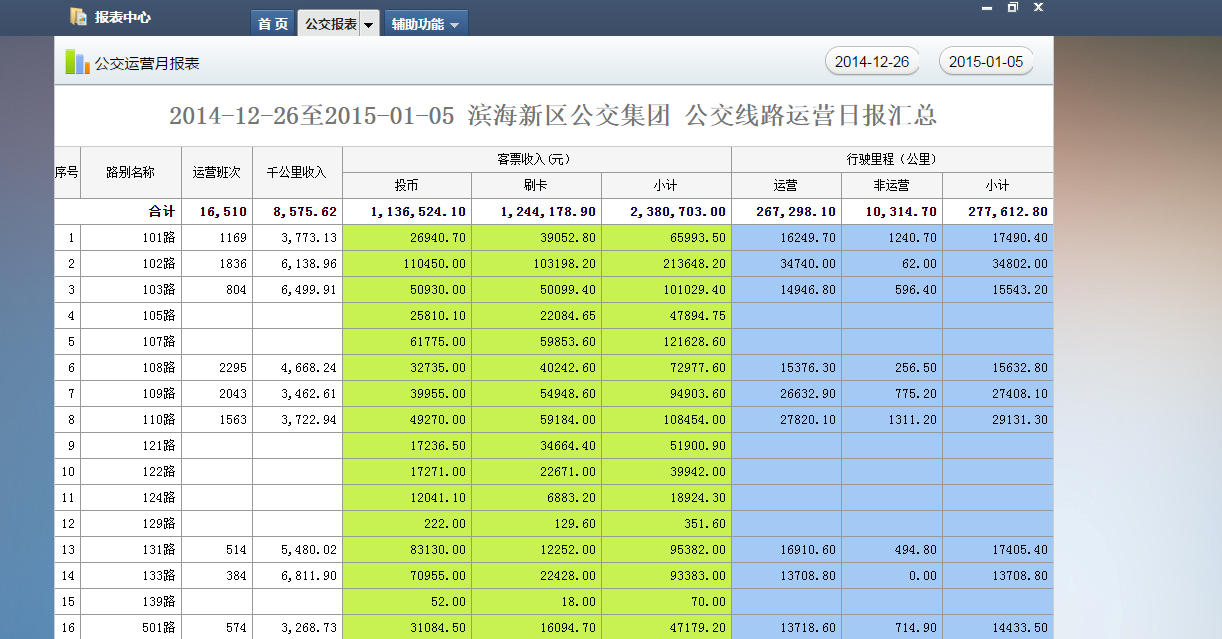 报表中心 首 页 公交报表 辅助功能
公交运营月报表 2014-12-26 2015-01-05
2014-12-26至2015-01-05 滨海新区公交集团 公交线路运营日报汇总
序号 路别名称 运营班次 千公里收入 客票收入(元) 行驶里程（公里）
投币 刷卡 小计 运营 非运营 小计
合计 16,510 8,575.62 1,136,524.10 1,244,178.90 2,380,703.00 267,298.10 10,314.70 277,612.80
1 101路 1169 3,773.13 26940.70 39052.80 65993.50 16249.70 1240.70 17490.40
2 102路 1836 6,138.96 110450.00 103198.20 213648.20 34740.00 62.00 34802.00
3 103路 804 6,499.91 50930.00 50099.40 101029.40 14946.80 596.40 15543.20
4 105路 25810.10 22084.65 47894.75
5 107路 61775.00 59853.60 121628.60
6 108路 2295 4,668.24 32735.00 40242.60 72977.60 15376.30 256.50 15632.80
7 109路 2043 3,462.61 39955.00 54948.60 94903.60 26632.90 775.20 27408.10
8 110路 1563 3,722.94 49270.00 59184.00 108454.00 27820.10 1311.20 29131.30
9 121路 17236.50 34664.40 51900.90
10 122路 17271.00 22671.00 39942.00
11 124路 12041.10 6883.20 18924.30
12 129路 222.00 129.60 351.60
13 131路 514 5,480.02 83130.00 12252.00 95382.00 16910.60 494.80 17405.40
14 133路 384 6,811.90 70955.00 22428.00 93383.00 13708.80 0.00 13708.80
15 139路 52.00 18.00 70.00
16 501路 574 3,268.73 31084.50 16094.70 47179.20 13718.60 714.90 14433.50